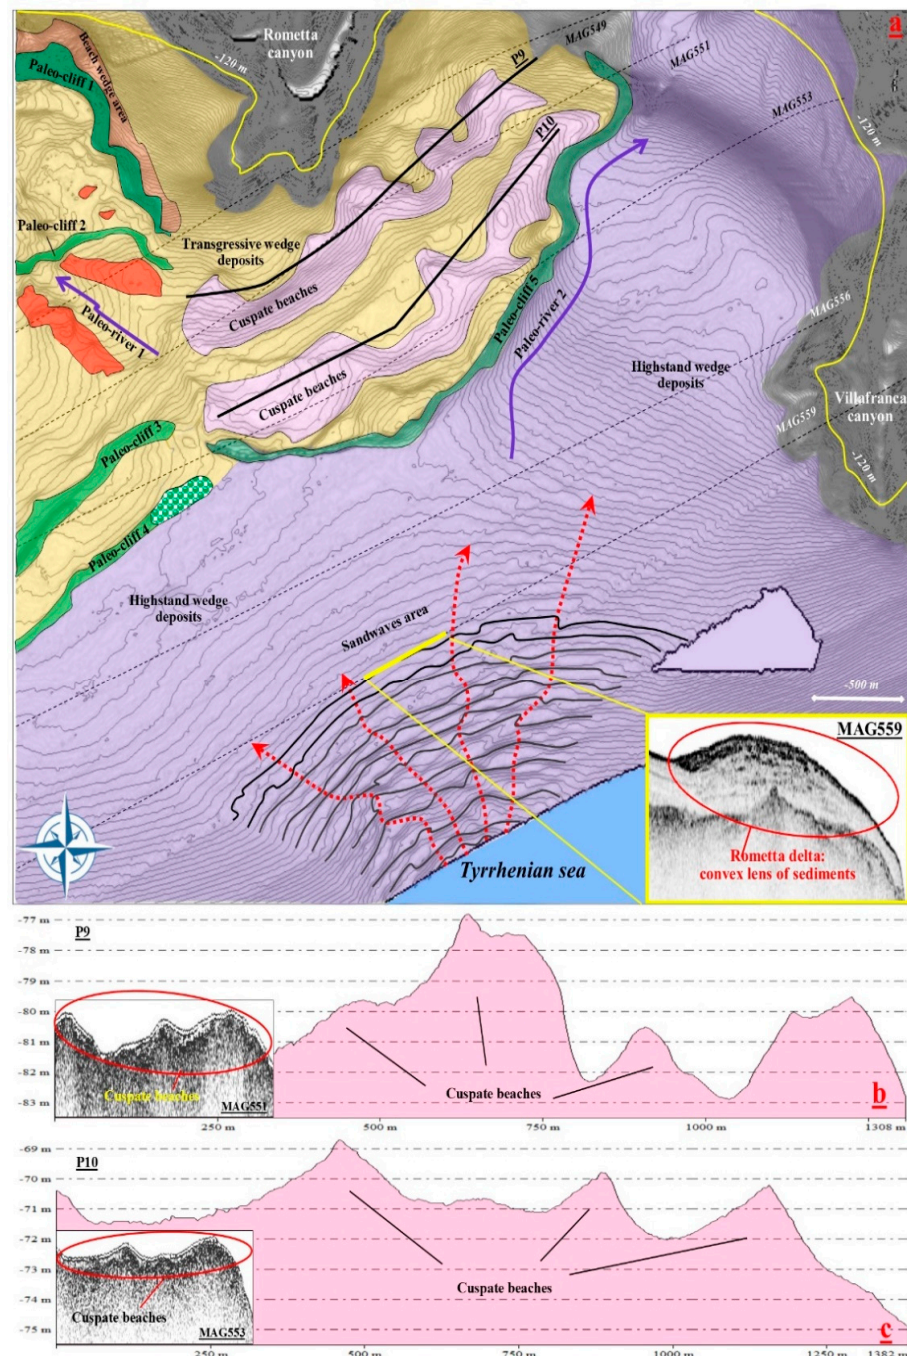 a
Rometta
canyon
-120 m
MAG549
MAG551
MAG553
-120 m
Beach wedge area
Paleo-cliff 1
P9
P10
Paleo-cliff 2
Transgressive wedge
deposits
Cuspate beaches
Paleo-river 1
Paleo-cliff 5
Paleo-river 2
MAG556
Highstand wedge
deposits
Cuspate beaches
Villafranca
canyon
MAG559
-120 m
Paleo-cliff 3
Paleo-cliff 4
Highstand wedge
deposits
Sandwaves area
-500 m
MAG559
Rometta delta:
convex lens of sediments
Tyrrhenian sea
-77 m
P9
-78 m
-79 m
-80 m
-81 m
-82 m
-83 m
Cuspate beaches
MAG551
Cuspate beaches
b
250 m
500 m
750 m
1000 m
1308 m
P10
-69 m
-70 m
-71 m
-72 m
-73 m
-74 m
-75 m
Cuspate beaches
MAG553
Cuspate beaches
c
250 m
500 m
750 m
1000 m
1250 m
1382 m